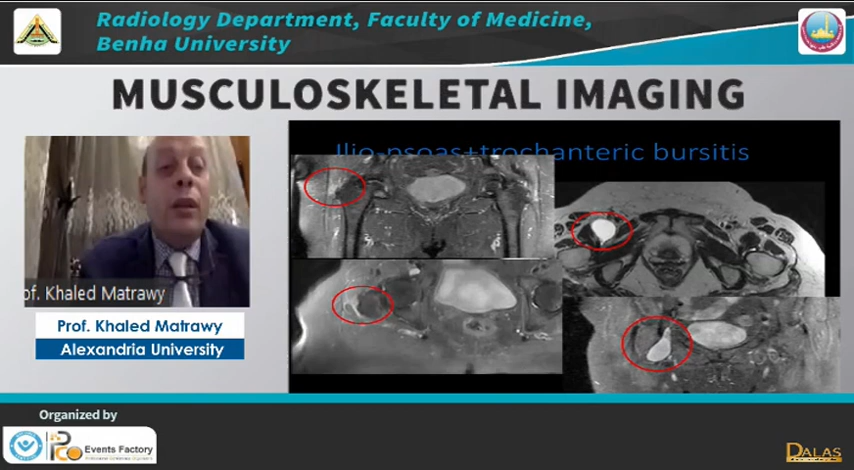 Radiology Department, Faculty of Medicine,
Benha University
MUSCULOSKELETAL IMAGING
Ilio-psoas+trochanteric bursitis
of. Khaled Matrawy
Prof. Khaled Matrawy
Alexandria University
Organized by
Events Factory
DALAS